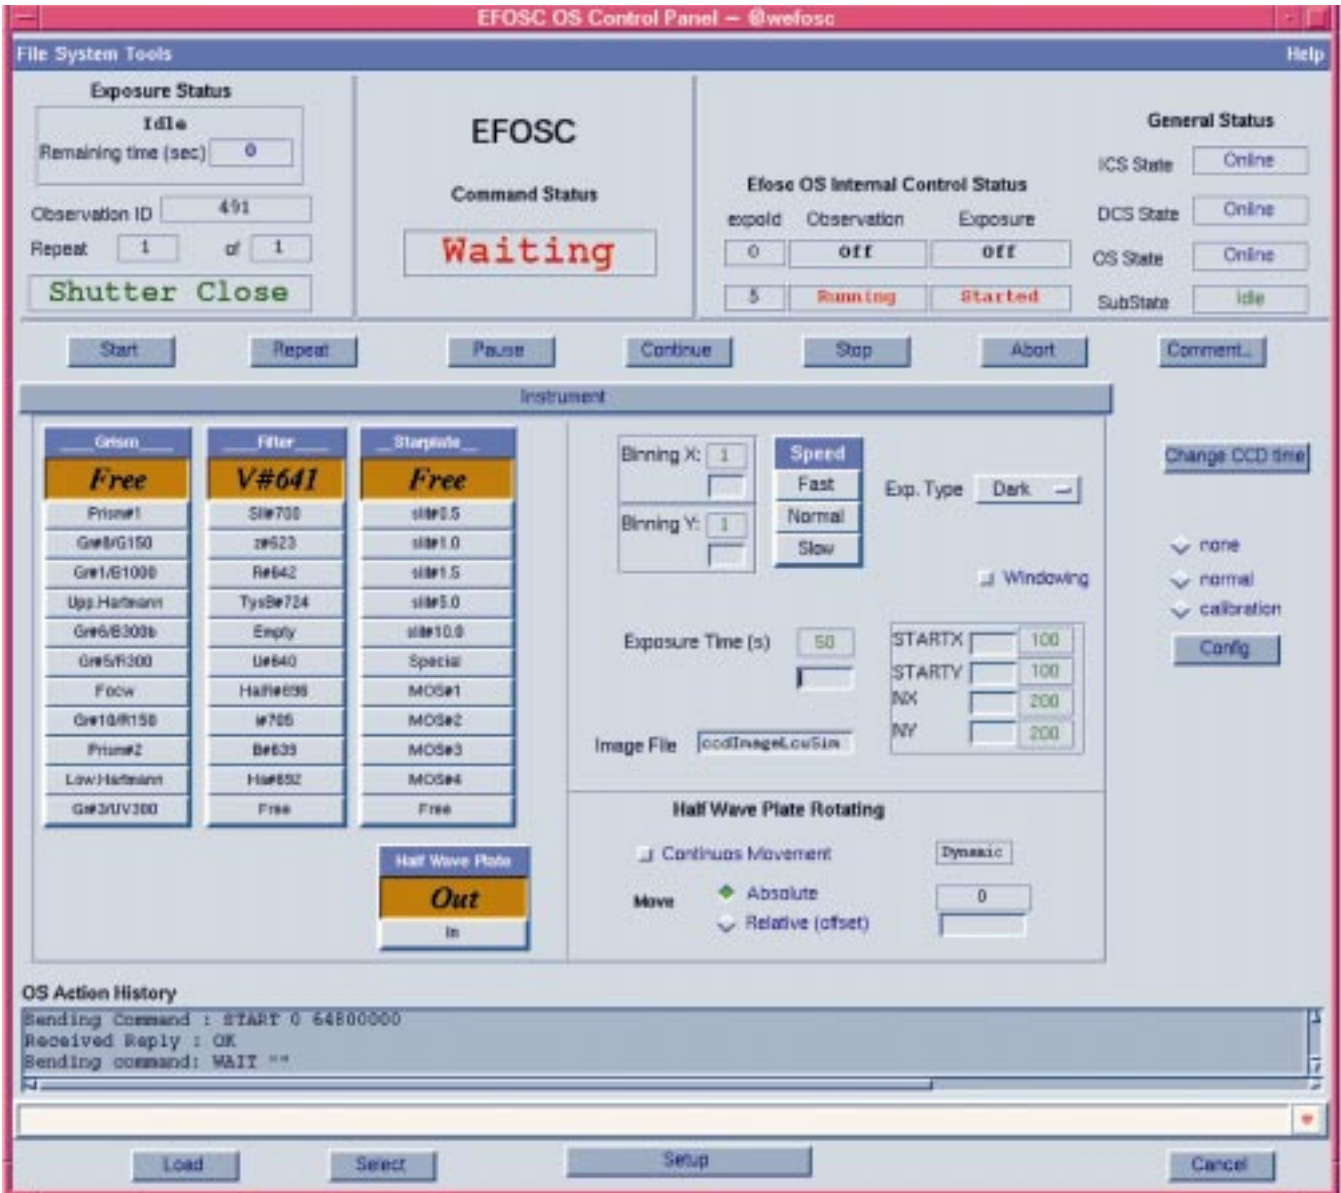 EFOSC OS Control Panel – @wefosc
File System Tools
Help
Exposure Status
Idle
Remaining time (sec) 0
Observation ID 491
Repeat 1 of 1
Shutter Close
EFOSC
Command Status
Waiting
Efosc OS Internal Control Status
expoId Observation Exposure
0 Off Off
5 Running Started
General Status
ICS State Online
DCS State Online
OS State Online
SubState Idle
Start Repeat Pause Continue Stop Abort Comment...
Instrument
Grism
Free
Prism#1
Gr#8/G150
Gr#1/B1000
Upp.Hartmann
Gr#6/B300b
Gr#5/R300
Focw
Gr#10/R150
Prism#2
Low.Hartmann
Gr#3/UV300
Filter
V#641
SII#700
z#623
R#642
TysB#724
Empty
U#640
i#705
B#639
Ha#692
Free
Starplate
Free
slit#0.5
slit#1.0
slit#1.5
slit#5.0
slit#10.0
Special
MOS#1
MOS#2
MOS#3
MOS#4
Free
Half Wave Plate
Out
In
Binning X: 1
Binning Y: 1
Speed
Fast
Normal
Slow
Exp. Type Dark
Windowing
Exposure Time (s) 50
STARTX 100
STARTY 100
NX 200
NY 200
Image File ccdImageLcuSim
Half Wave Plate Rotating
Continuos Movement Dynamic
Move Absolute 0
Relative (offset)
Change CCD time
none
normal
calibration
Config
OS Action History
Sending Command : START 0 64800000
Received Reply : OK
Sending command: WAIT ""
Load Select Setup Cancel